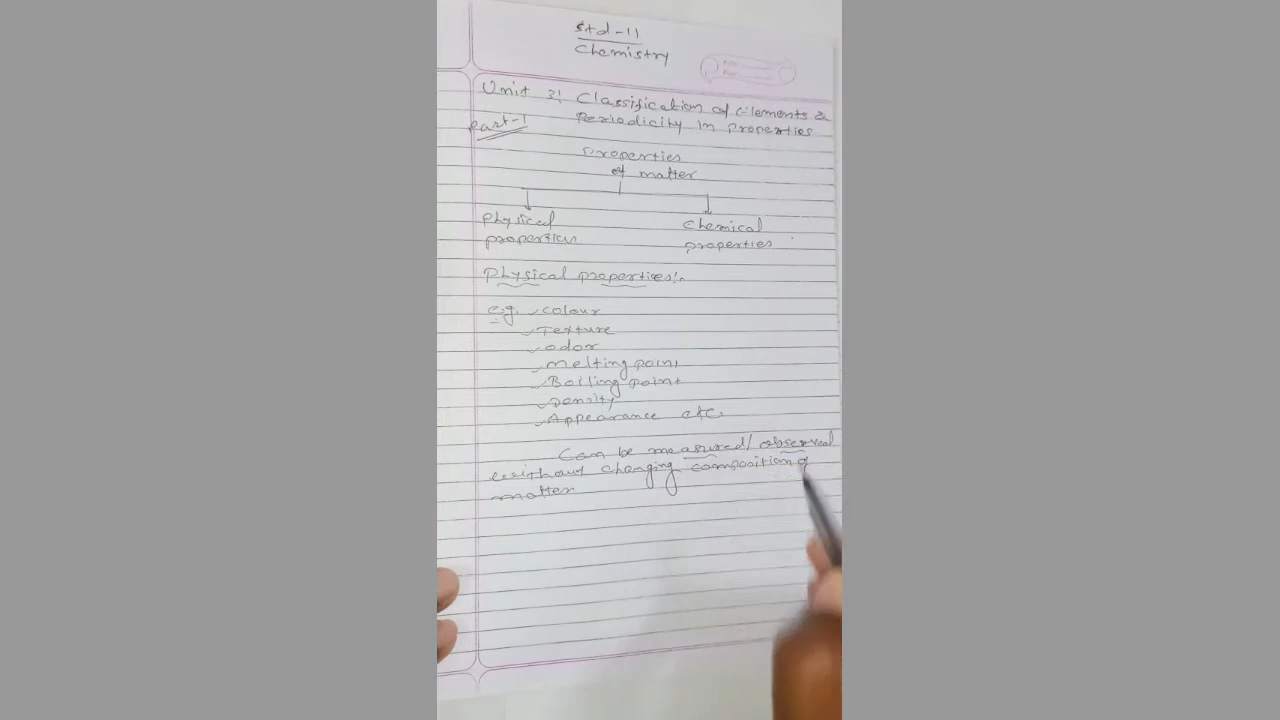 std-11
Chemistry
Unit 3: Classification of Elements &
Periodicity in properties
Part-1
Properties
of matter
Physical properties
Chemical properties
Physical properties:-
e.g. ✓ colour
✓ Texture
✓ odor
✓ melting point
✓ Boiling point
✓ Density
✓ Appearance etc.
Can be measured/observed
without changing composition of
matter